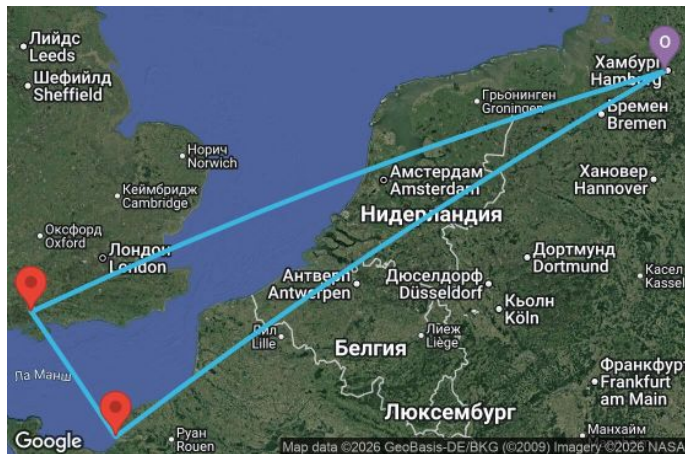 Лийдс
Leeds
Шефийлд
Sheffield
O
Хамбург
Hamburg
Грьонинген
Groningen
Бремен
Bremen
Норич
Norwich
Амстердам
Amsterdam
Хановер
Hannover
Кеймбридж
Cambridge
Нидерландия
Оксфорд
Oxford
Лондон
London
Дортмунд
Dortmund
Антверп
Antwerpen
Дюселдорф
Düsseldorf
Касел
Kassel
Кьолн
Köln
Лил
Lille
Лиеж
Liège
Белгия
Ла Манш
Франкфурт
Frankfurt
am Main
Люксембург
Руан
Rouen
Манхайм
Google
Map data ©2026 GeoBasis-DE/BKG (©2009) Imagery ©2026 NASA